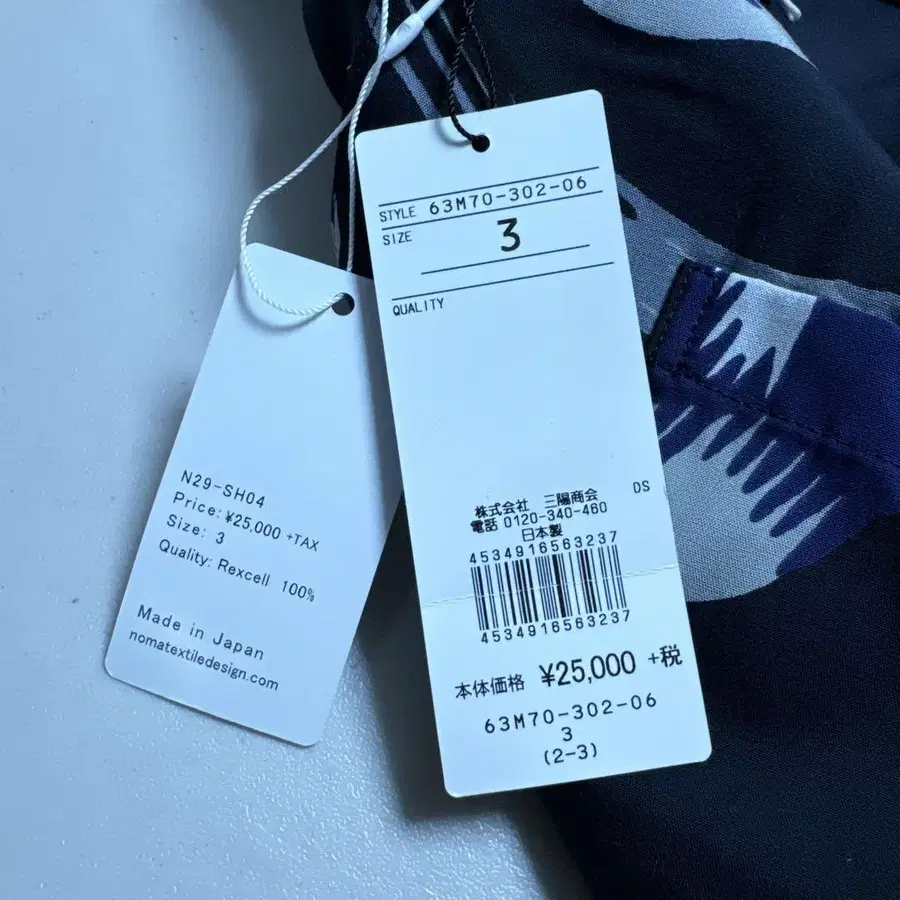 N29-SH04
Price: ¥25,000 +TAX
Size: 3
Quality: Rexcell 100%
Made in Japan
nomatextiledesign.com
STYLE 63M70-302-06
SIZE 3
QUALITY
株式会社 三陽商会 DS
電話 0120-340-460
日本製
4534916563237
4534916563237
本体価格 ¥25,000 +税
63M70-302-06
3
(2-3)